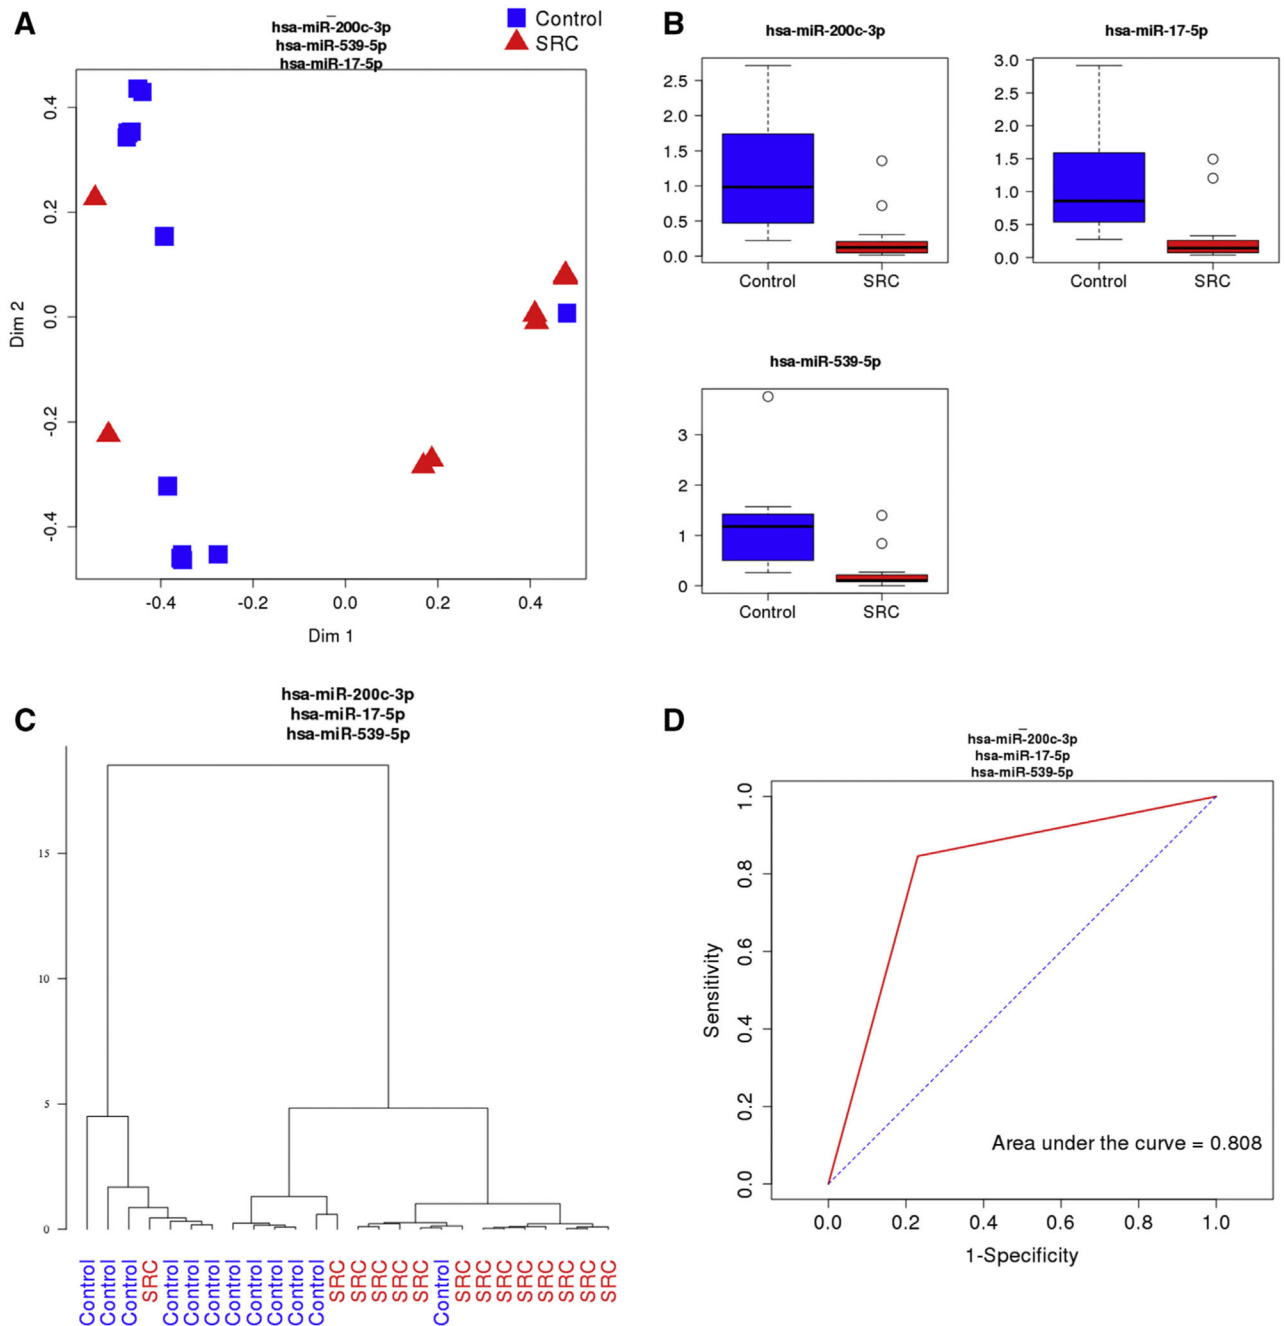 A
hsa-miR-200c-3p
hsa-miR-539-5p
hsa-miR-17-5p
Control
SRC
0.4
0.2
0.0
-0.2
-0.4
Dim 2
-0.4 -0.2 0.0 0.2 0.4
Dim 1
B
hsa-miR-200c-3p
2.5
2.0
1.5
1.0
0.5
0.0
Control SRC
hsa-miR-17-5p
3.0
2.5
2.0
1.5
1.0
0.5
0.0
Control SRC
hsa-miR-539-5p
3
2
1
0
Control SRC
C
hsa-miR-200c-3p
hsa-miR-17-5p
hsa-miR-539-5p
15
10
5
0
Control
Control
Control
SRC
Control
Control
Control
Control
Control
Control
Control
Control
SRC
SRC
SRC
SRC
SRC
Control
SRC
SRC
SRC
SRC
SRC
SRC
SRC
SRC
D
hsa-miR-200c-3p
hsa-miR-17-5p
hsa-miR-539-5p
1.0
0.8
0.6
0.4
0.2
0.0
Sensitivity
Area under the curve = 0.808
0.0 0.2 0.4 0.6 0.8 1.0
1-Specificity